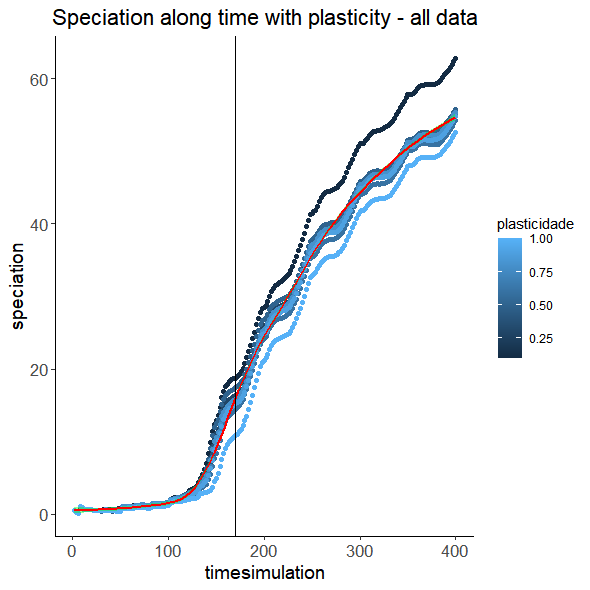 Speciation along time with plasticity - all data
speciation
60
40
20
0
0 100 200 300 400
timesimulation
plasticidade
1.00
0.75
0.50
0.25